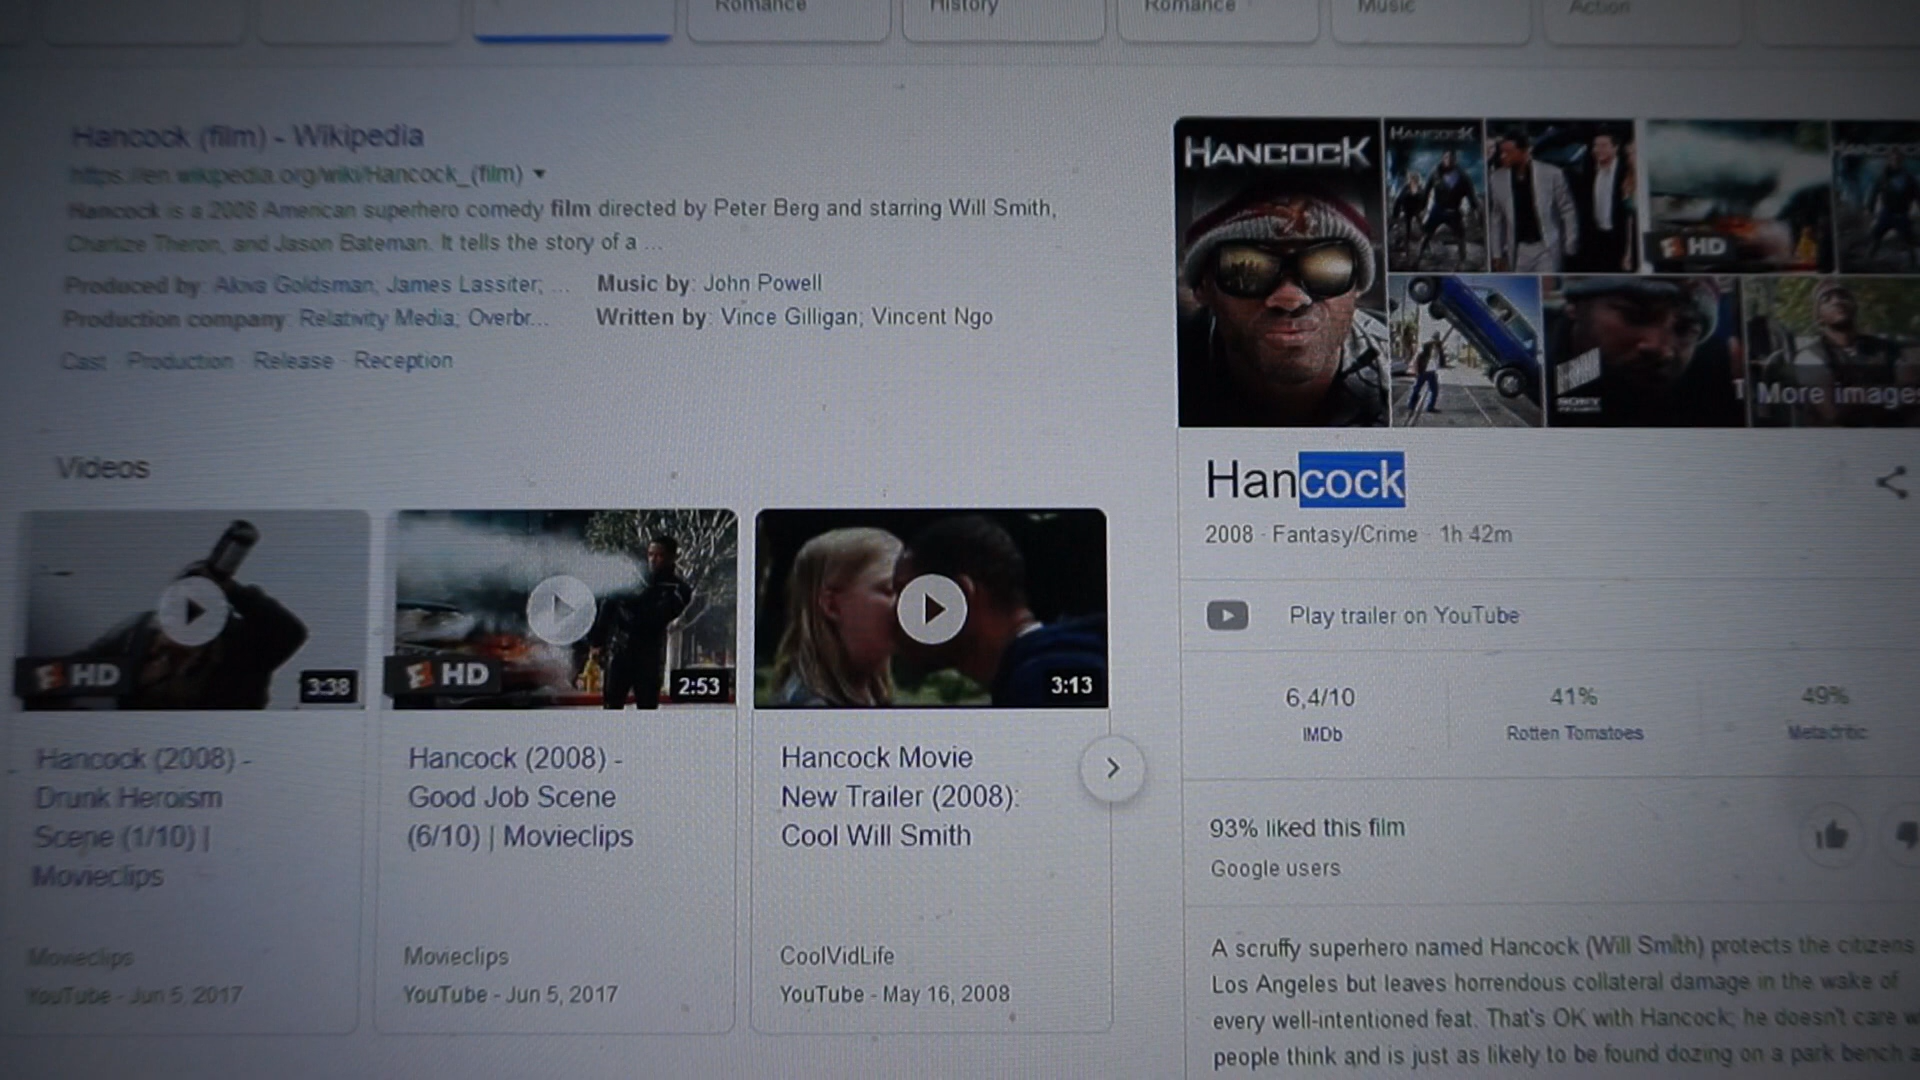 Romance
History
Romance
Music
Action
Hancock (film) - Wikipedia
https://en.wikipedia.org/wiki/Hancock_(film)
Hancock is a 2008 American superhero comedy film directed by Peter Berg and starring Will Smith,
Charlize Theron, and Jason Bateman. It tells the story of a ...
Produced by: Akiva Goldsman; James Lassiter; ...
Music by: John Powell
Production company: Relativity Media; Overbr...
Written by: Vince Gilligan; Vincent Ngo
Cast · Production · Release · Reception
Videos
HD
3:38
HD
2:53
3:13
Hancock (2008) -
Drunk Heroism
Scene (1/10) |
Movieclips
Movieclips
YouTube - Jun 5, 2017
Hancock (2008) -
Good Job Scene
(6/10) | Movieclips
Movieclips
YouTube - Jun 5, 2017
Hancock Movie
New Trailer (2008):
Cool Will Smith
CoolVidLife
YouTube - May 16, 2008
HANCOCK
HANCOCK
HD
HANCOCK
SONY
More images
Hancock
2008 · Fantasy/Crime · 1h 42m
Play trailer on YouTube
6,4/10
IMDb
41%
Rotten Tomatoes
49%
Metacritic
93% liked this film
Google users
A scruffy superhero named Hancock (Will Smith) protects the citizens
Los Angeles but leaves horrendous collateral damage in the wake of
every well-intentioned feat. That's OK with Hancock; he doesn't care w
people think and is just as likely to be found dozing on a park bench a